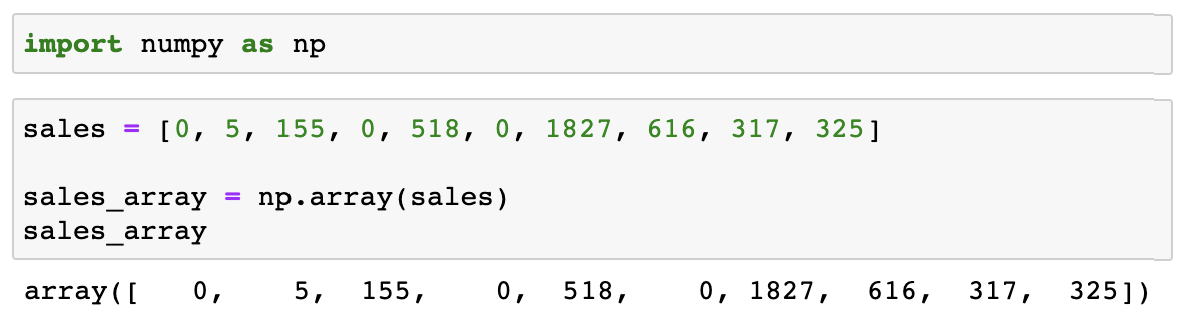 import numpy as np
sales = [0, 5, 155, 0, 518, 0, 1827, 616, 317, 325]
sales_array = np.array(sales)
sales_array
array([   0,    5,  155,    0,  518,    0, 1827,  616,  317,  325])